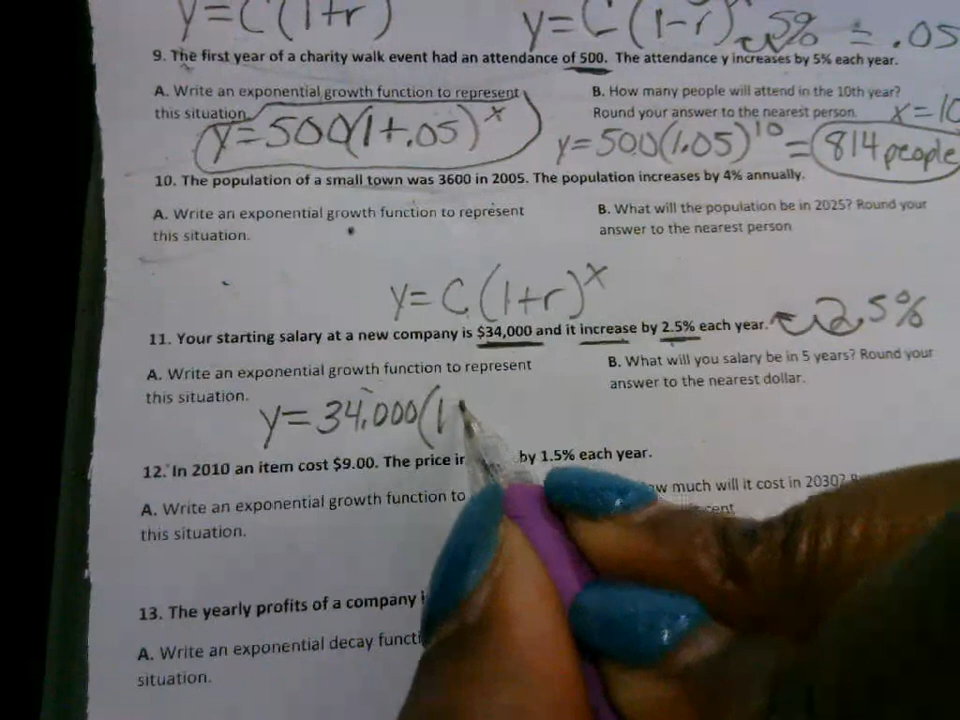 y=C(1+r) y=C(1-r) 5% = .05
9. The first year of a charity walk event had an attendance of 500. The attendance y increases by 5% each year.
A. Write an exponential growth function to represent
this situation.
y=500(1+.05)^x
B. How many people will attend in the 10th year?
Round your answer to the nearest person. x=10
y=500(1.05)^10 = 814 people
10. The population of a small town was 3600 in 2005. The population increases by 4% annually.
A. Write an exponential growth function to represent
this situation.
B. What will the population be in 2025? Round your
answer to the nearest person
y=C(1+r)^x
11. Your starting salary at a new company is $34,000 and it increase by 2.5% each year. 2.5%
A. Write an exponential growth function to represent
this situation.
B. What will you salary be in 5 years? Round your
answer to the nearest dollar.
y=34,000(1
12. In 2010 an item cost $9.00. The price by 1.5% each year.
A. Write an exponential growth function to
this situation.
much will it cost in 2030?
cent
13. The yearly profits of a company
A. Write an exponential decay
situation.